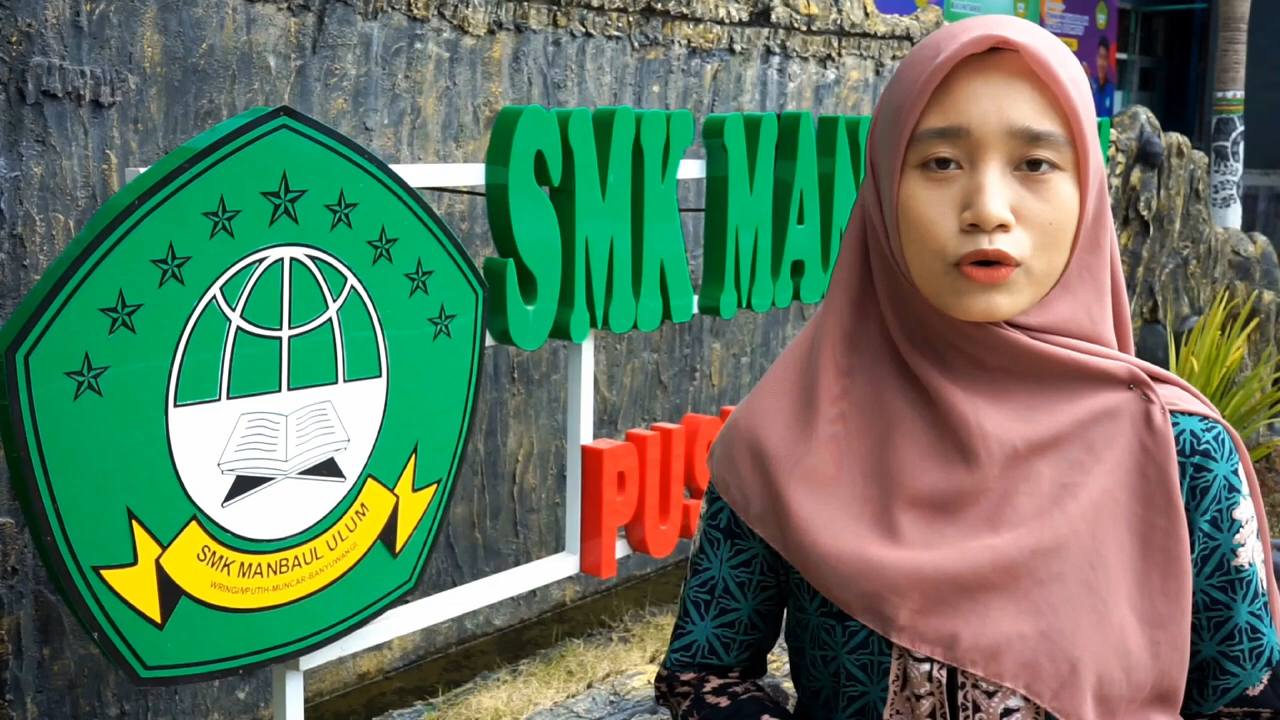 SMK MAN
PUS
SMK MANBAUL ULUM
WRINGINPUTIH-MUNCAR-BANYUWANGI